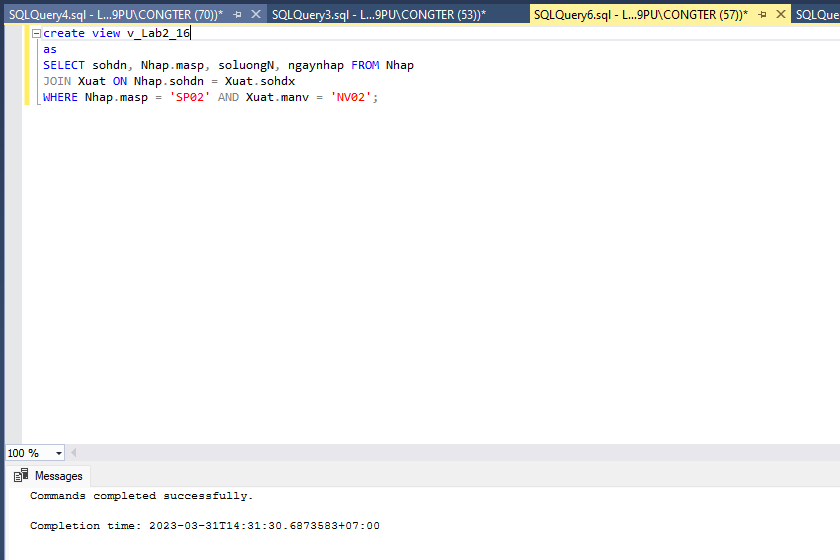 SQLQuery4.sql - L...9PU\CONGTER (70))* SQLQuery3.sql - L...9PU\CONGTER (53))* SQLQuery6.sql - L...9PU\CONGTER (57))* SQLQue
create view v_Lab2_16
as
SELECT sohdn, Nhap.masp, soluongN, ngaynhap FROM Nhap
JOIN Xuat ON Nhap.sohdn = Xuat.sohdx
WHERE Nhap.masp = 'SP02' AND Xuat.manv = 'NV02';
100 %
Messages
Commands completed successfully.
Completion time: 2023-03-31T14:31:30.6873583+07:00